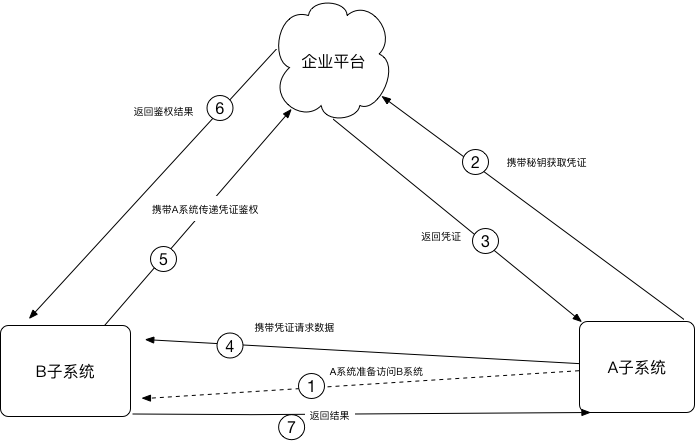 企业平台
返回鉴权结果
6
2
携带秘钥获取凭证
携带A系统传递凭证鉴权
返回凭证
3
5
携带凭证请求数据
4
B子系统
A子系统
A系统准备访问B系统
1
返回结果
7